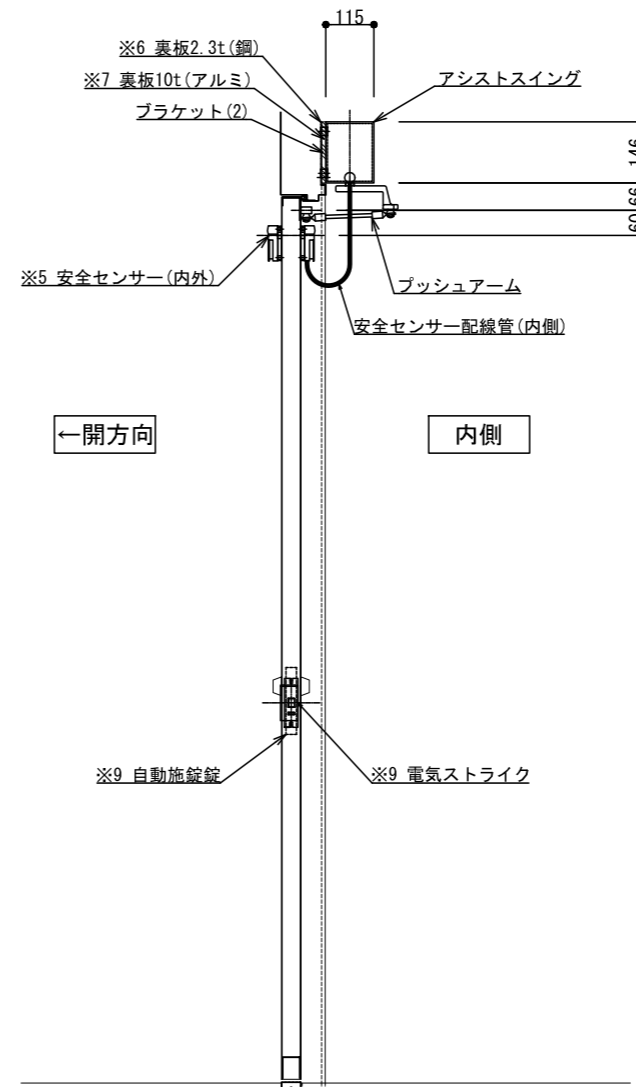 115
※6 裏板2.3t(鋼)
※7 裏板10t(アルミ)
アシストスイング
ブラケット(2)
146
66
60
※5 安全センサー(内外)
プッシュアーム
安全センサー配線管(内側)
←開方向
内側
※9 自動施錠錠
※9 電気ストライク